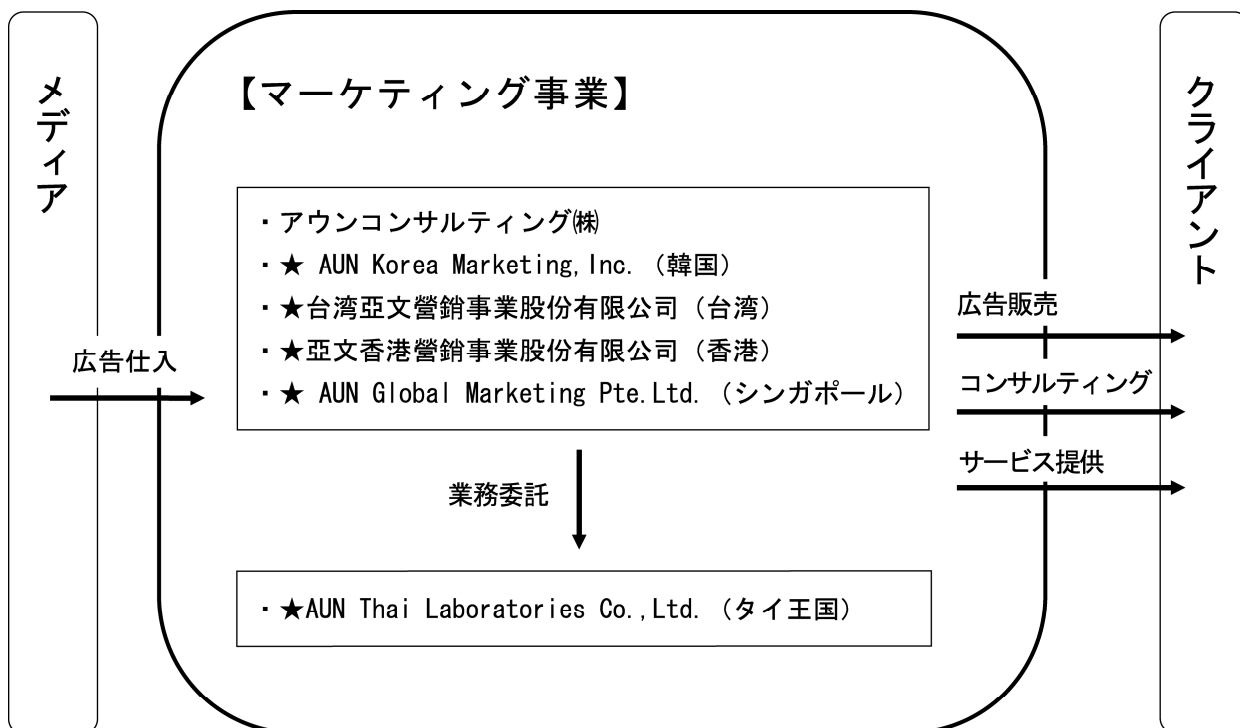 メディア
【マーケティング事業】
クライアント
・アウンコンサルティング㈱
・★ AUN Korea Marketing,Inc.（韓国）
・★台湾亞文營銷事業股份有限公司（台湾）
・★亞文香港營銷事業股份有限公司（香港）
・★ AUN Global Marketing Pte.Ltd.（シンガポール）
広告仕入
広告販売
コンサルティング
サービス提供
業務委託
・★AUN Thai Laboratories Co.,Ltd.（タイ王国）